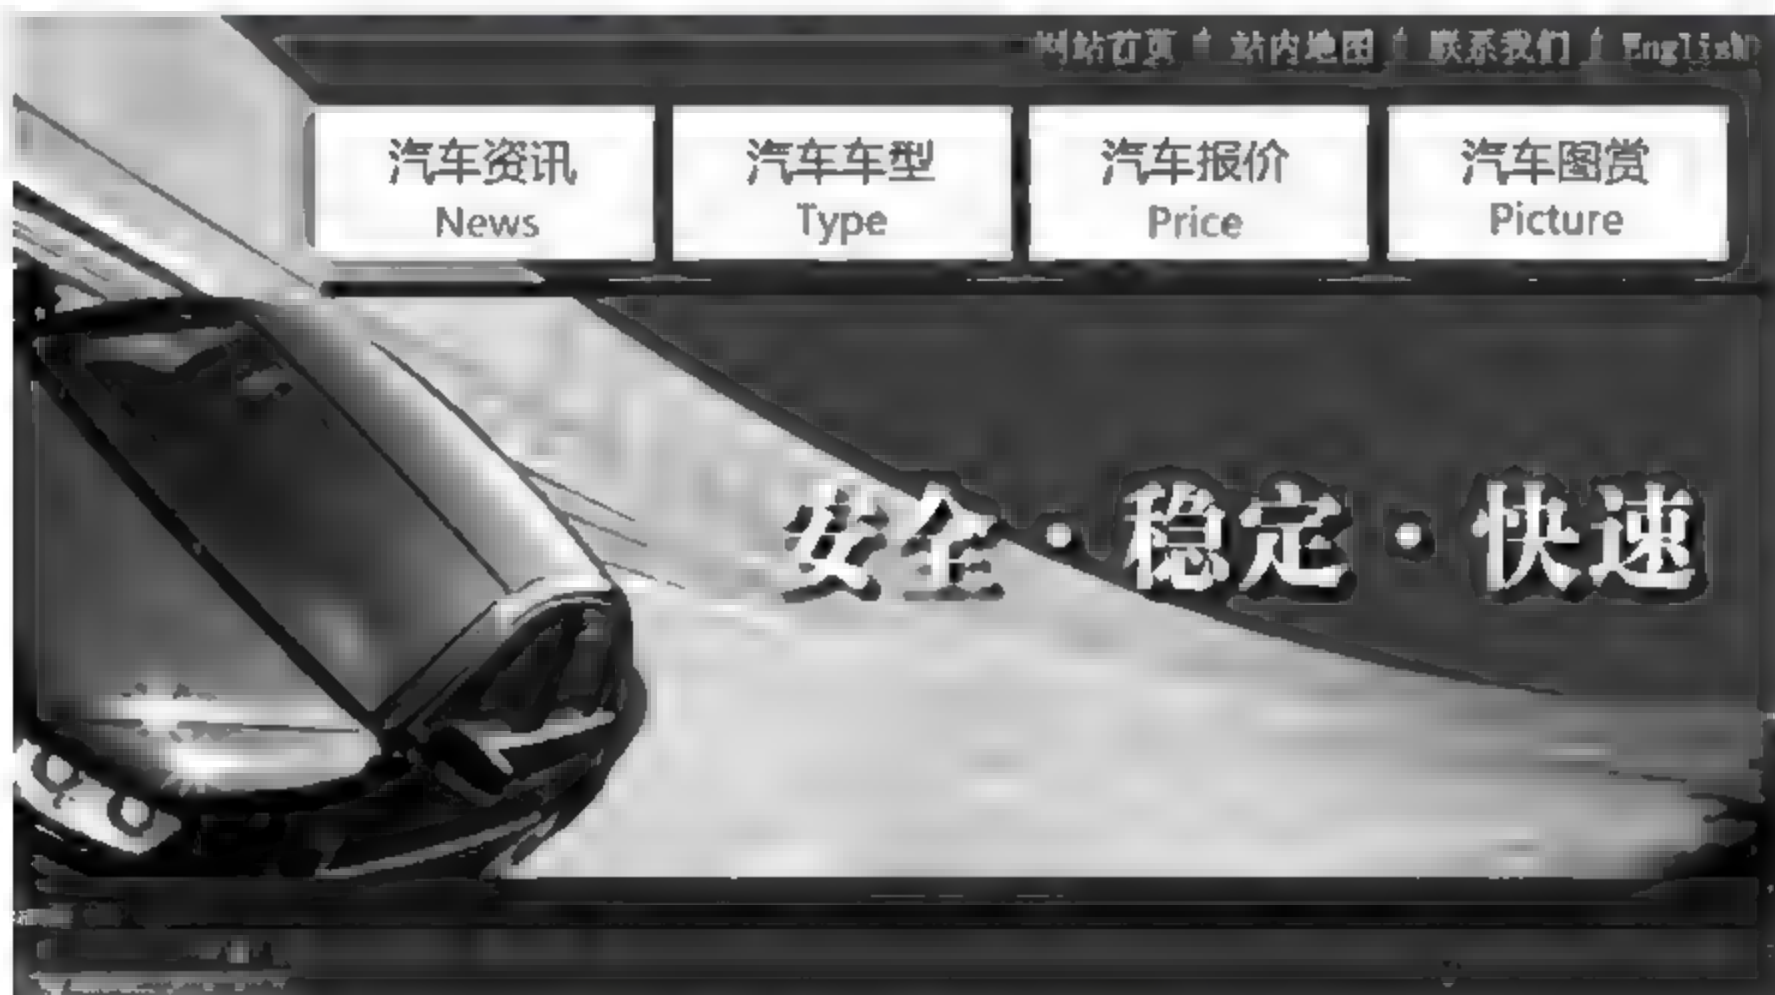 网站首页 | 站内地图 | 联系我们 | English
汽车资讯
News
汽车车型
Type
汽车报价
Price
汽车图赏
Picture
安全·稳定·快速